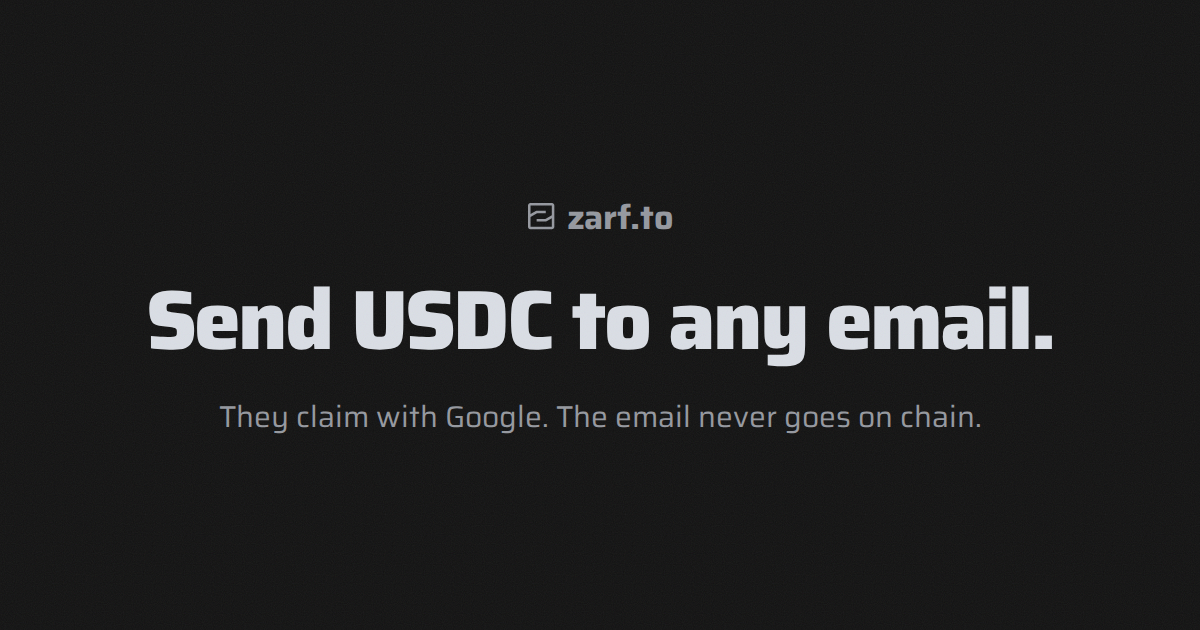 zarf.to
Send USDC to any email.
They claim with Google. The email never goes on chain.